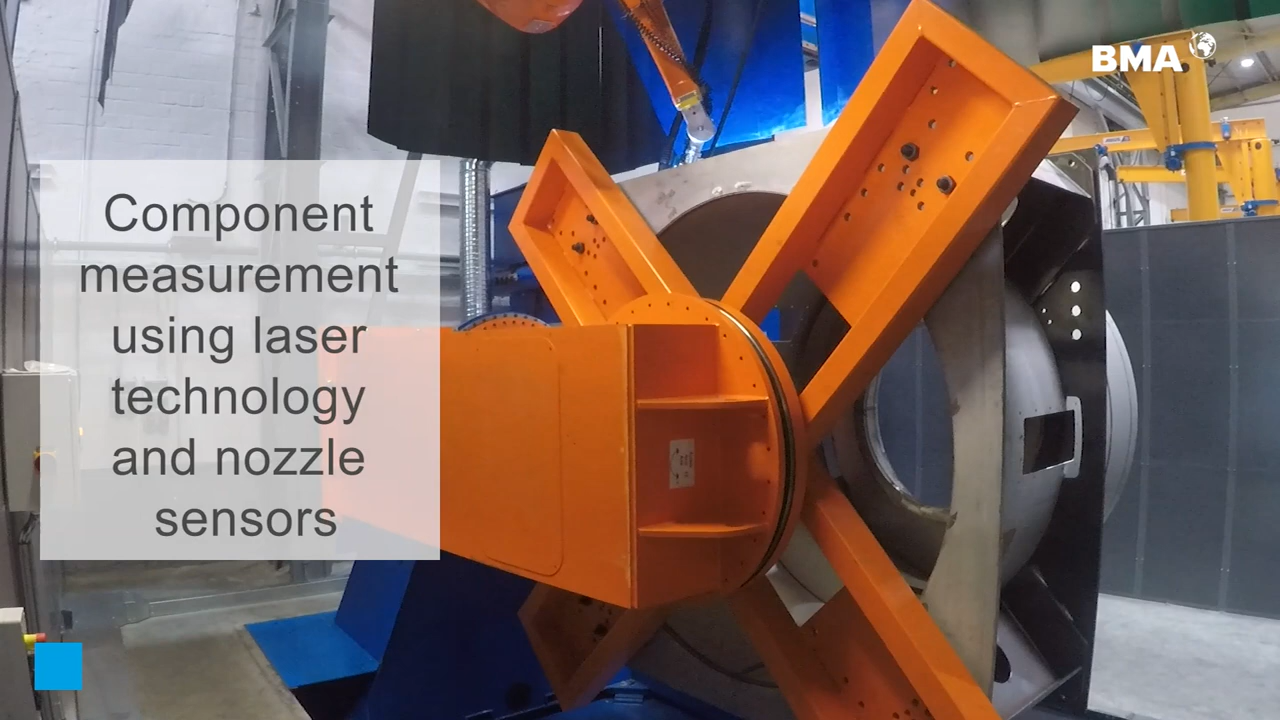 BMA
Component
measurement
using laser
technology
and nozzle
sensors